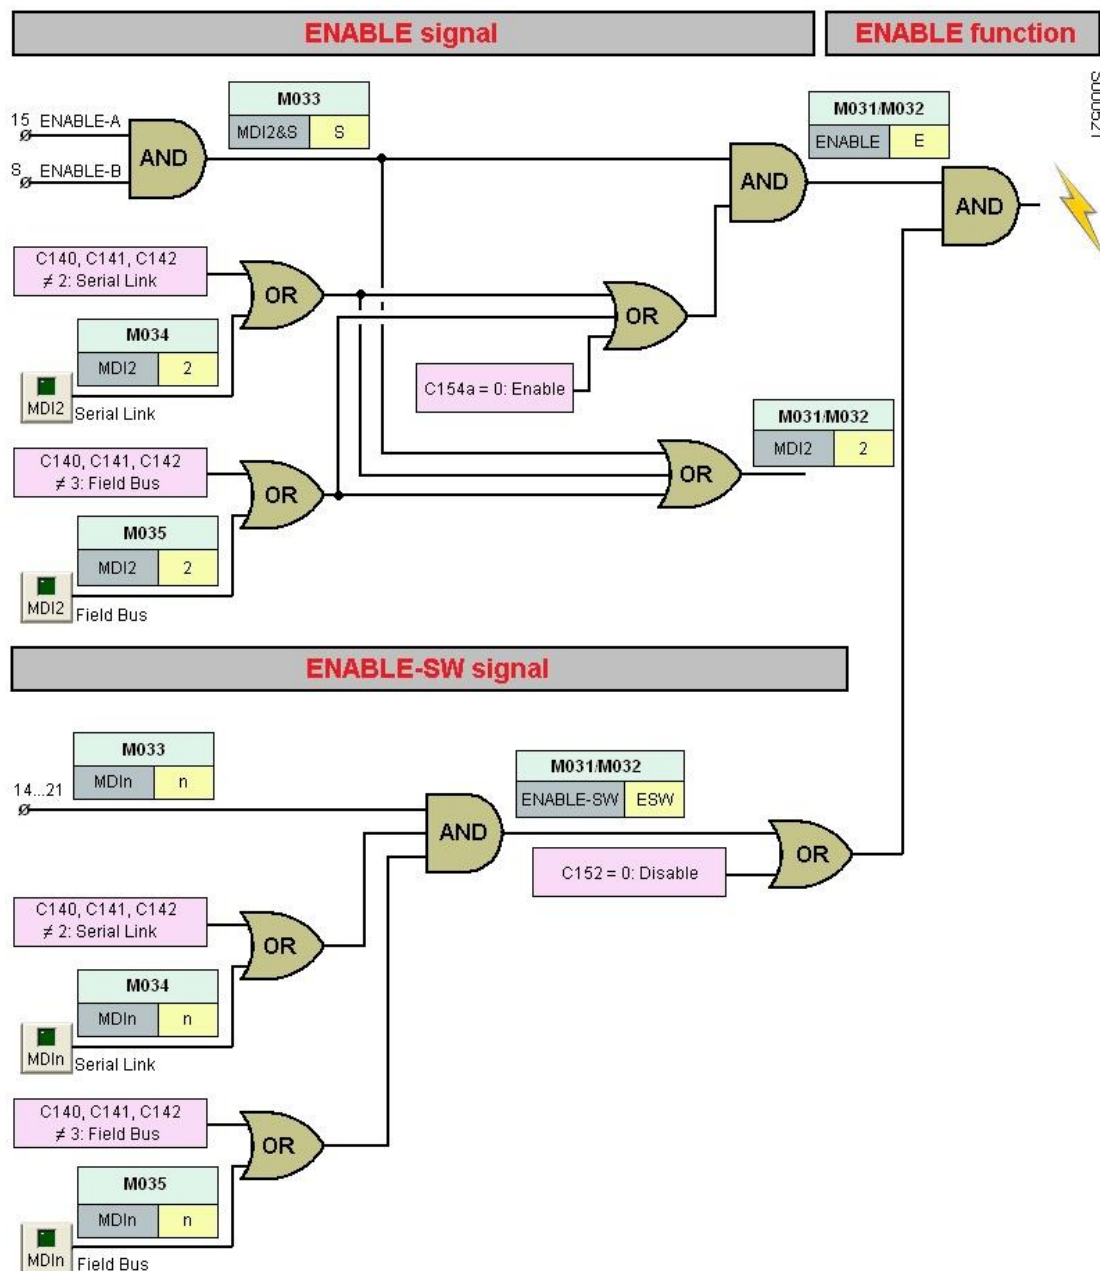 ENABLE signal
ENABLE function
S000521
M033
MDI2&S S
15 ENABLE-A
S ENABLE-B
AND
M031/M032
ENABLE E
AND
AND
C140, C141, C142
≠ 2: Serial Link
OR
M034
MDI2 2
MDI2
Serial Link
OR
C154a = 0: Enable
C140, C141, C142
≠ 3: Field Bus
OR
M031/M032
MDI2 2
OR
M035
MDI2 2
MDI2
Field Bus
ENABLE-SW signal
M033
MDIn n
14...21
M031/M032
ENABLE-SW ESW
AND
OR
C152 = 0: Disable
C140, C141, C142
≠ 2: Serial Link
OR
M034
MDIn n
MDIn
Serial Link
C140, C141, C142
≠ 3: Field Bus
OR
M035
MDIn n
MDIn
Field Bus